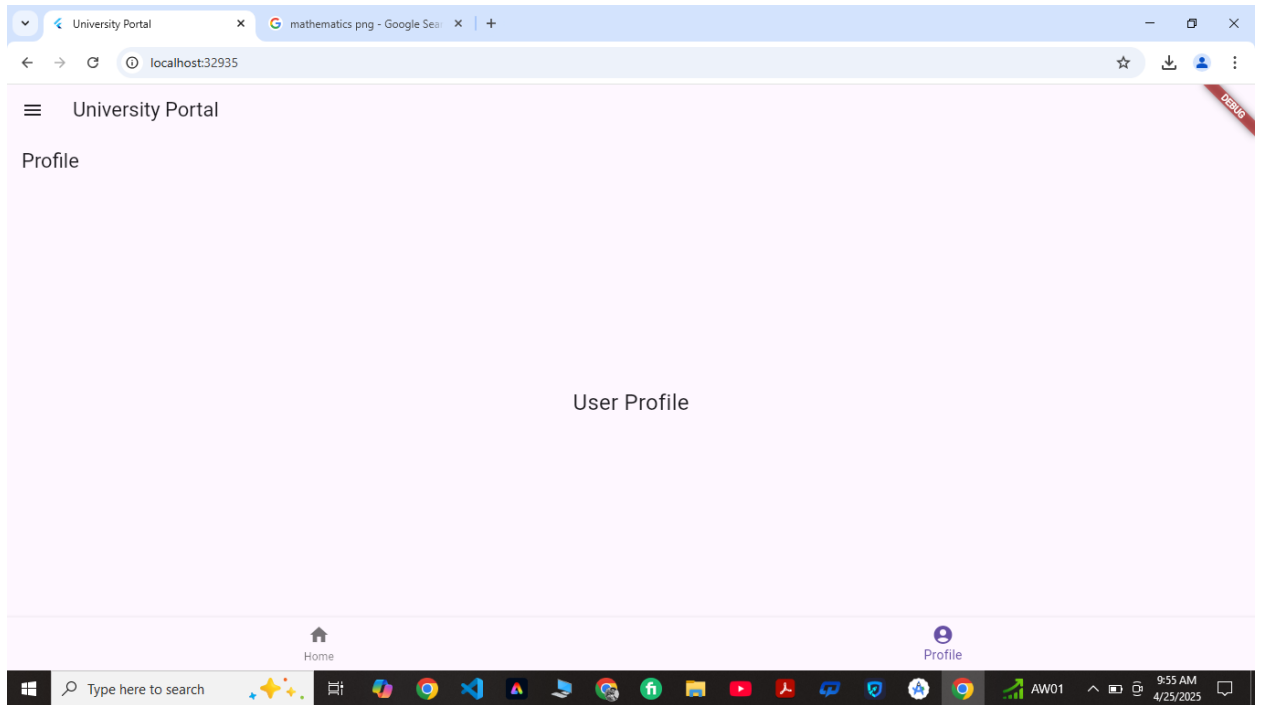 University Portal
mathematics png - Google Sea
localhost:32935
University Portal
DEBUG
Profile
User Profile
Home
Profile
Type here to search
AW01
9:55 AM
4/25/2025